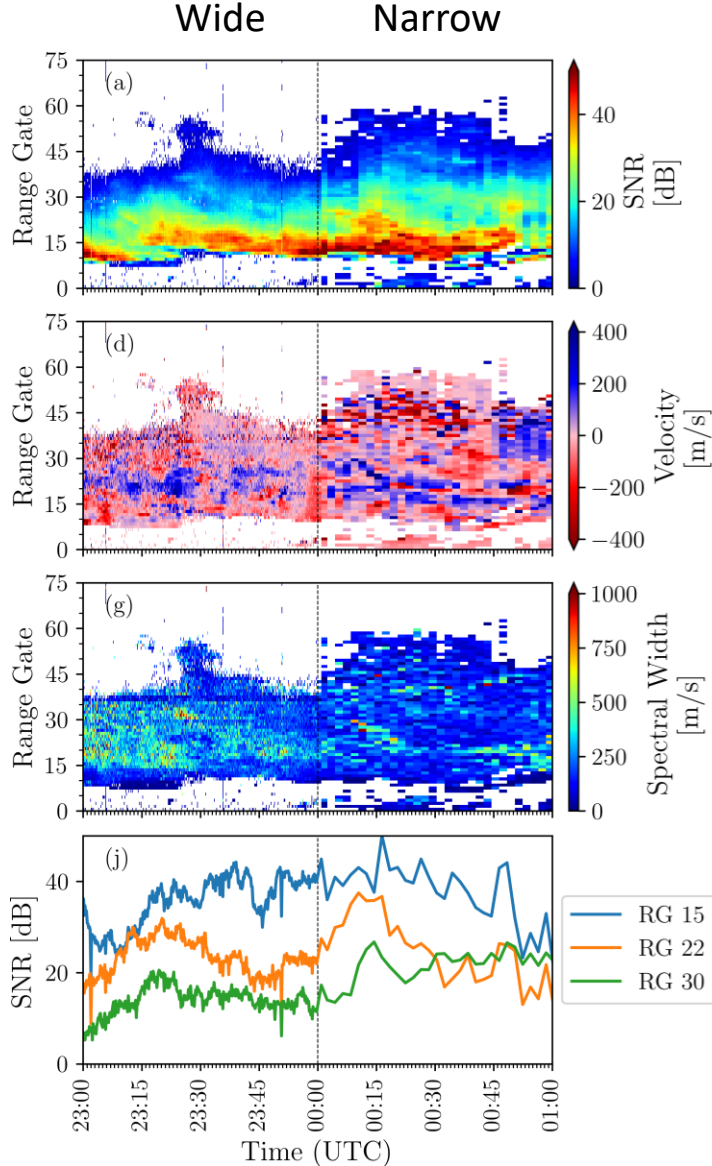 Wide Narrow
75
60
45
30
15
0
Range Gate
(a)
40
20
0
SNR
[dB]
75
60
45
30
15
0
Range Gate
(d)
400
200
0
−200
−400
Velocity
[m/s]
75
60
45
30
15
0
Range Gate
(g)
1000
750
500
250
0
Spectral Width
[m/s]
40
20
0
SNR [dB]
(j)
RG 15
RG 22
RG 30
23:00
23:15
23:30
23:45
00:00
00:15
00:30
00:45
01:00
Time (UTC)